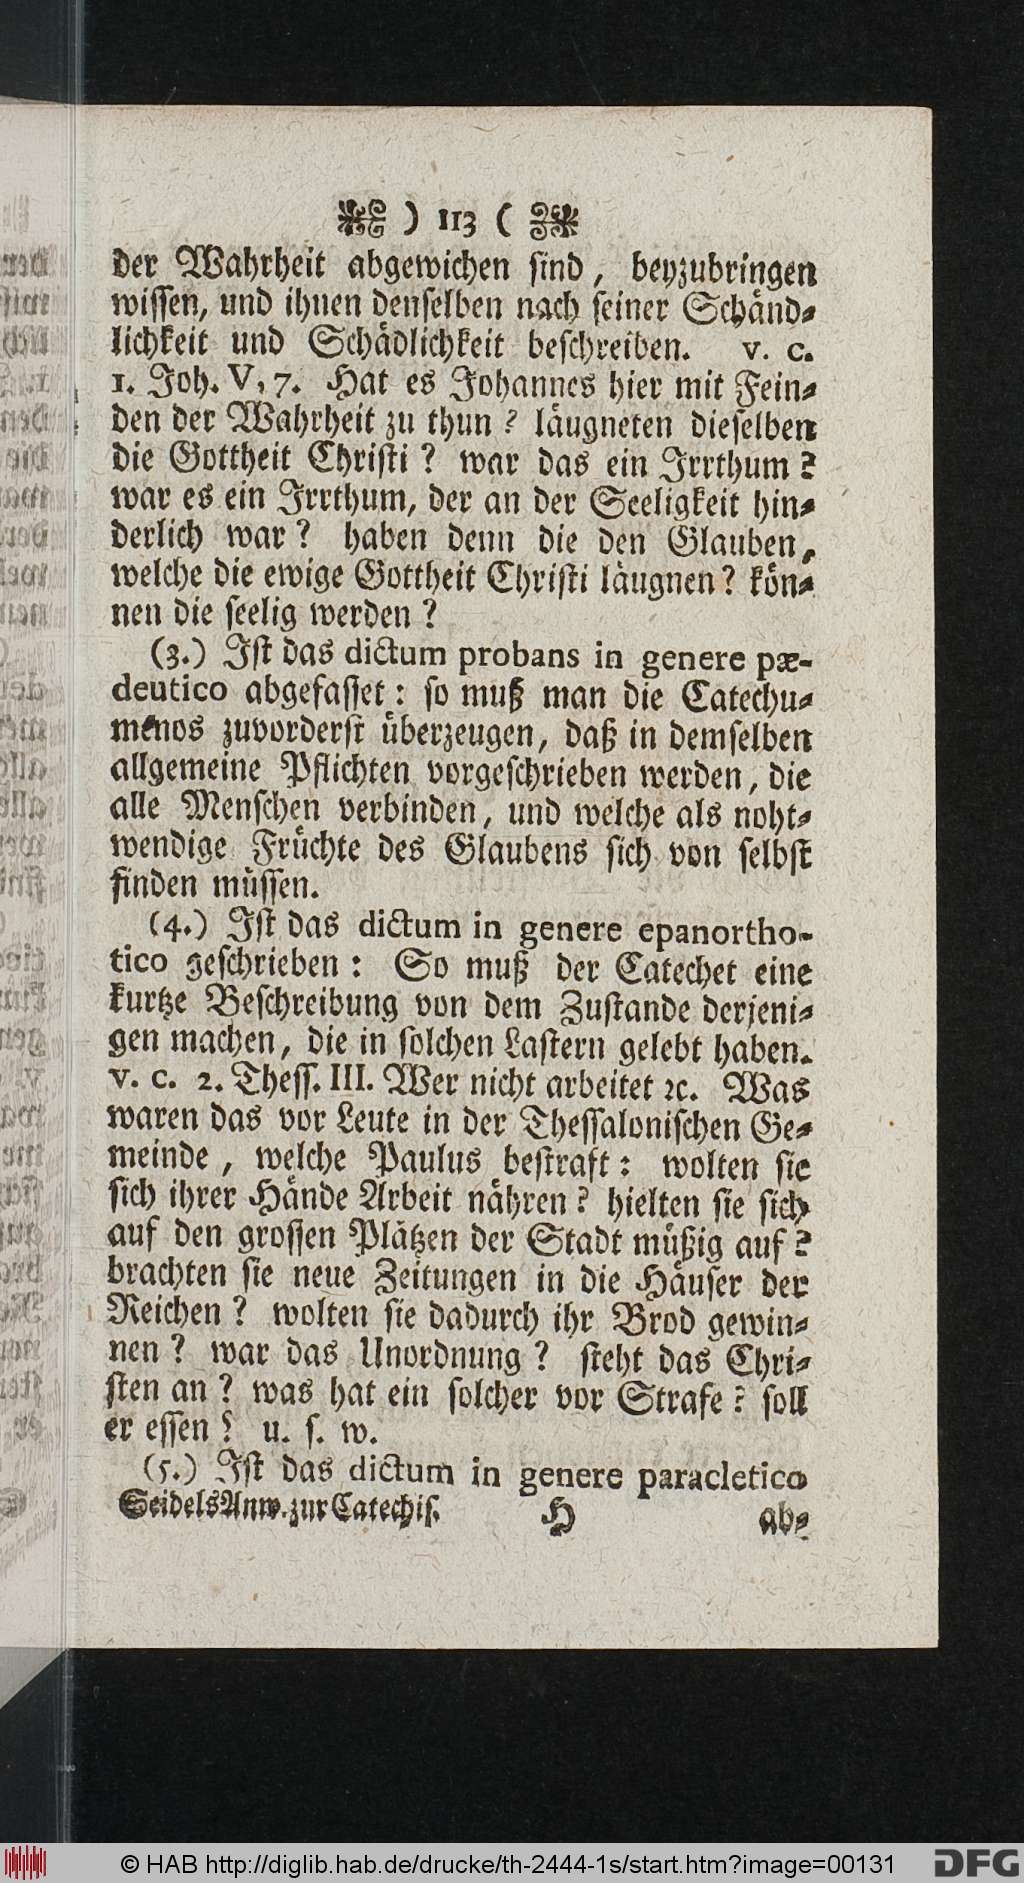 ) 113 (
der Wahrheit abgewichen sind, beyzubringen
wissen, und ihnen denselben nach seiner Schänd⸗
lichkeit und Schädlichkeit beschreiben. v. c.
1. Joh. V, 7. Hat es Johannes hier mit Fein⸗
den der Wahrheit zu thun? läugneten dieselben
die Gottheit Christi? war das ein Irrthum?
war es ein Irrthum, der an der Seeligkeit hin⸗
derlich war? haben denn die den Glauben,
welche die ewige Gottheit Christi läugnen? kön⸗
nen die seelig werden?
(3.) Ist das dictum probans in genere pæ-
deutico abgefasset: so muß man die Catechu⸗
menos zuvorderst überzeugen, daß in demselben
allgemeine Pflichten vorgeschrieben werden, die
alle Menschen verbinden, und welche als noht⸗
wendige Früchte des Glaubens sich von selbst
finden müssen.
(4.) Ist das dictum in genere epanortho-
tico geschrieben: So muß der Catechet eine
kurtze Beschreibung von dem Zustande derjeni⸗
gen machen, die in solchen Lastern gelebt haben.
v. c. 2. Thess. III. Wer nicht arbeitet ꝛc. Was
waren das vor Leute in der Thessalonischen Ge⸗
meinde, welche Paulus bestraft: wolten sie
sich ihrer Hände Arbeit nähren? hielten sie sich
auf den grossen Plätzen der Stadt müßig auf?
brachten sie neue Zeitungen in die Häuser der
Reichen? wolten sie dadurch ihr Brod gewin⸗
nen? war das Unordnung? steht das Chri⸗
sten an? was hat ein solcher vor Strafe? soll
er essen? u. s. w.
(5.) Ist das dictum in genere paracletico
Seidels Anw. zur Catechis. H ab⸗
© HAB http://diglib.hab.de/drucke/th-2444-1s/start.htm?image=00131 DFG